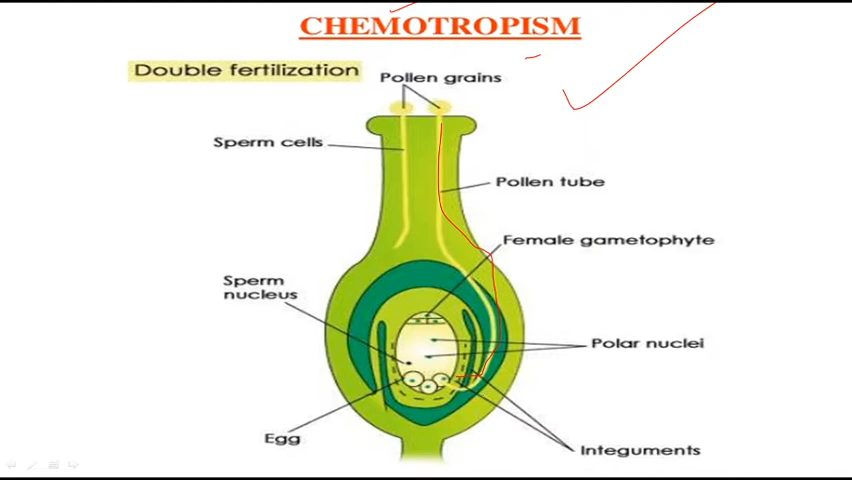 CHEMOTROPISM
Double fertilization
Pollen grains
Sperm cells
Pollen tube
Female gametophyte
Sperm
nucleus
Polar nuclei
Egg
Integuments